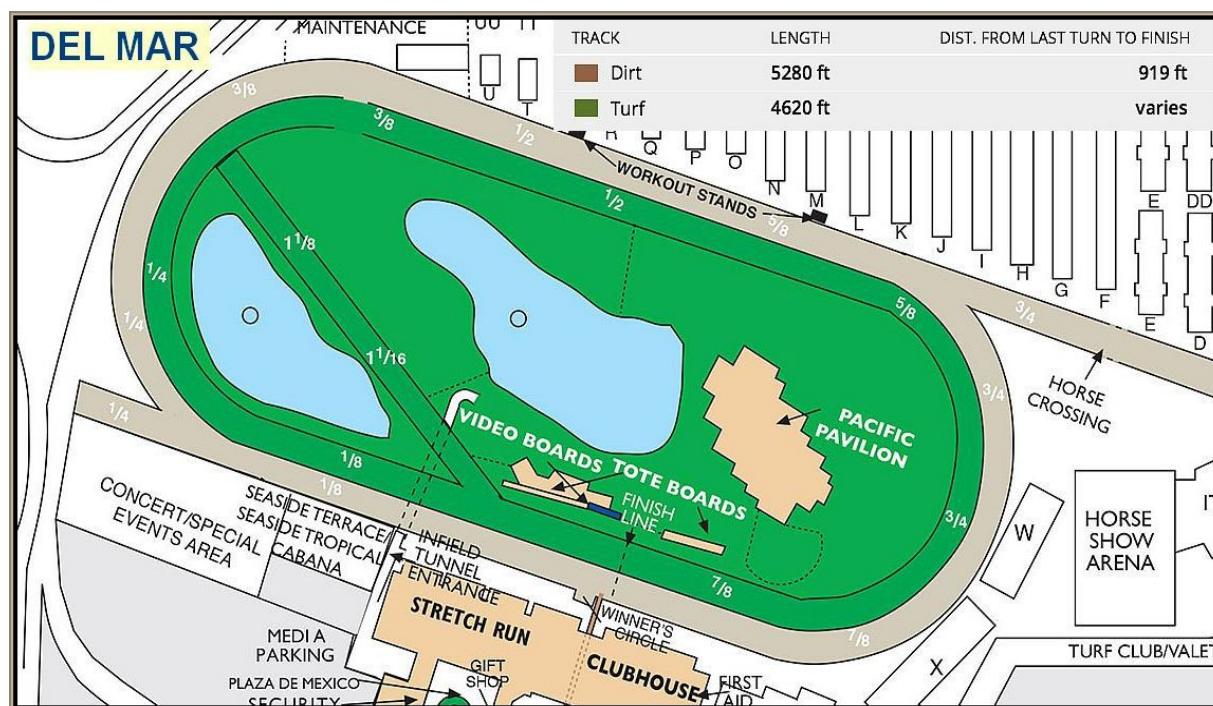 DEL MAR
MAINTENANCE
UU TT
U
T
TRACK LENGTH DIST. FROM LAST TURN TO FINISH
Dirt 5280 ft 919 ft
Turf 4620 ft varies
R
Q
P
O
N
M
L
K
J
I
H
G
F
E
DD
E
D
3/8
1/2
WORKOUT STANDS
5/8
3/4
3/8
1/2
5/8
3/4
3/4
1/4
1/4
1/4
1 1/8
1 1/16
1/8
1/8
7/8
7/8
HORSE
CROSSING
PACIFIC
PAVILION
VIDEO BOARDS
TOTE BOARDS
FINISH
LINE
CONCERT/SPECIAL
EVENTS AREA
SEASIDE TERRACE/
SEASIDE TROPICAL
CABANA
INFIELD
TUNNEL
ENTRANCE
STRETCH RUN
WINNER'S
CIRCLE
CLUBHOUSE
W
HORSE
SHOW
ARENA
X
TURF CLUB/VALET
MEDIA
PARKING
GIFT
SHOP
PLAZA DE MEXICO
SECURITY
FIRST
AID